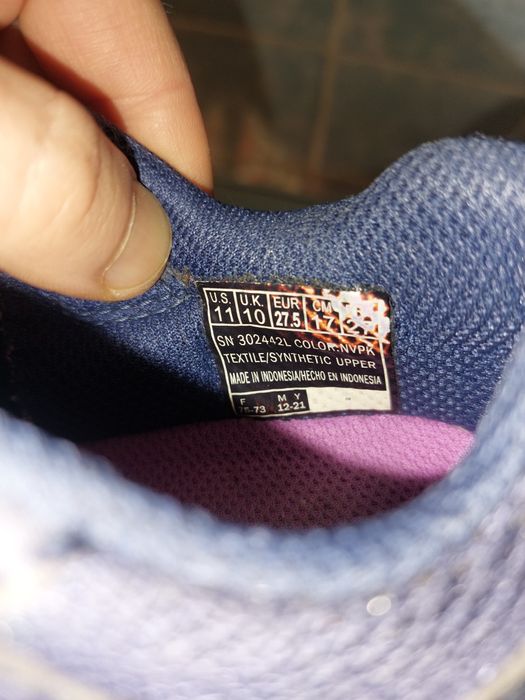 U.S. U.K. EUR CM
11 10 27.5 17
SN 302442L COLOR:NVPK
TEXTILE/SYNTHETIC UPPER
MADE IN INDONESIA/HECHO EN INDONESIA
F M Y
12-21